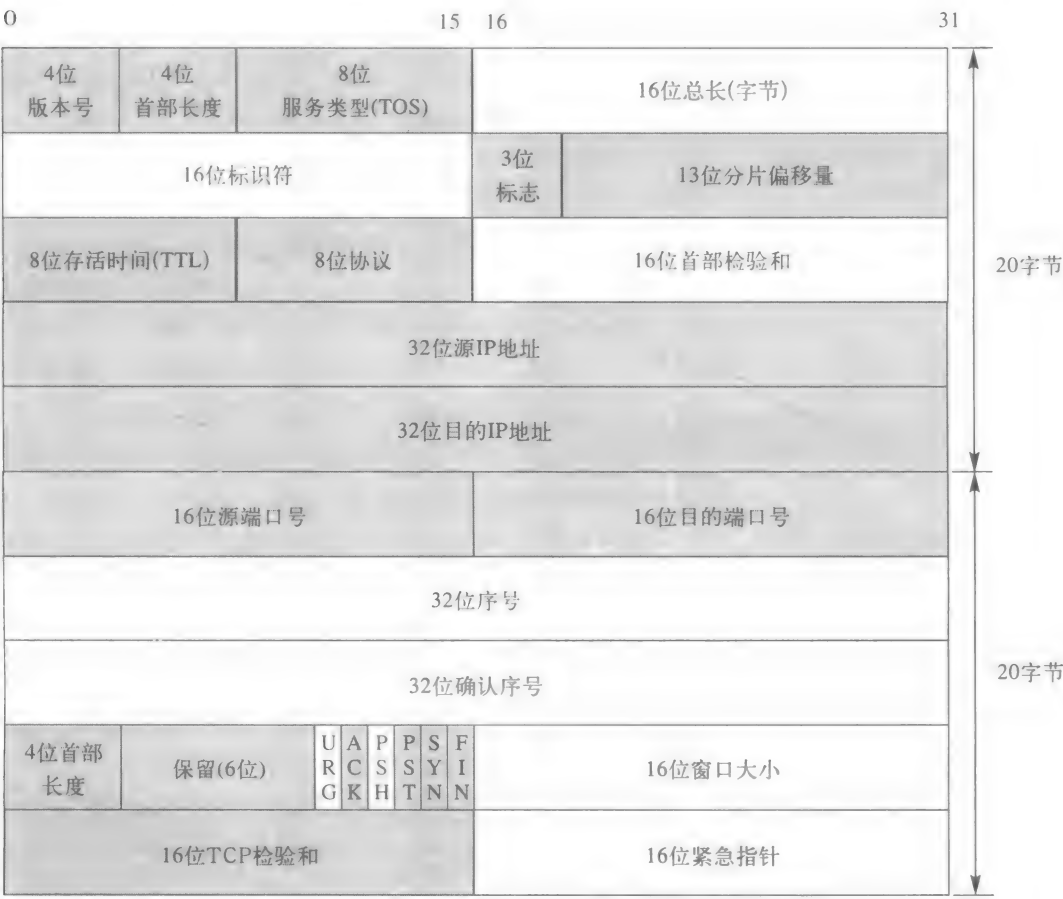 0 15 16 31
4位 4位 8位
版本号 首部长度 服务类型(TOS) 16位总长(字节)
16位标识符 3位 13位分片偏移量
标志
8位存活时间(TTL) 8位协议 16位首部检验和 20字节
32位源IP地址
32位目的IP地址
16位源端口号 16位目的端口号
32位序号
32位确认序号 20字节
4位首部 保留(6位) U A P P S F 16位窗口大小
长度 R C S S Y I
G K H T N N
16位TCP检验和 16位紧急指针